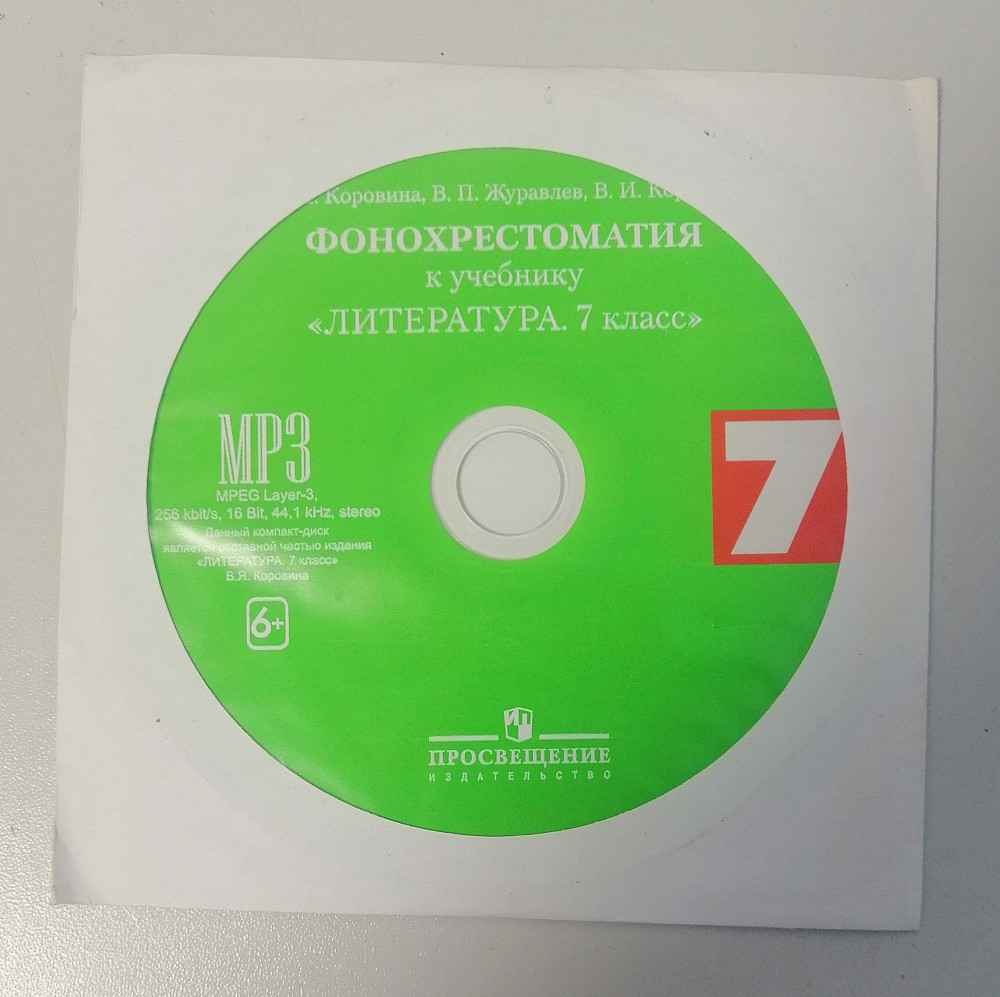 Коровина, В. П. Журавлев, В. И.
ФОНОХРЕСТОМАТИЯ
к учебнику
«ЛИТЕРАТУРА. 7 класс»
MP3
MPEG Layer-3,
256 kbit/s, 16 Bit, 44,1 kHz, stereo
Данный компакт-диск
является составной частью издания
«ЛИТЕРАТУРА. 7 класс»
В.Я. Коровина
6+
7
ИП
ПРОСВЕЩЕНИЕ
ИЗДАТЕЛЬСТВО